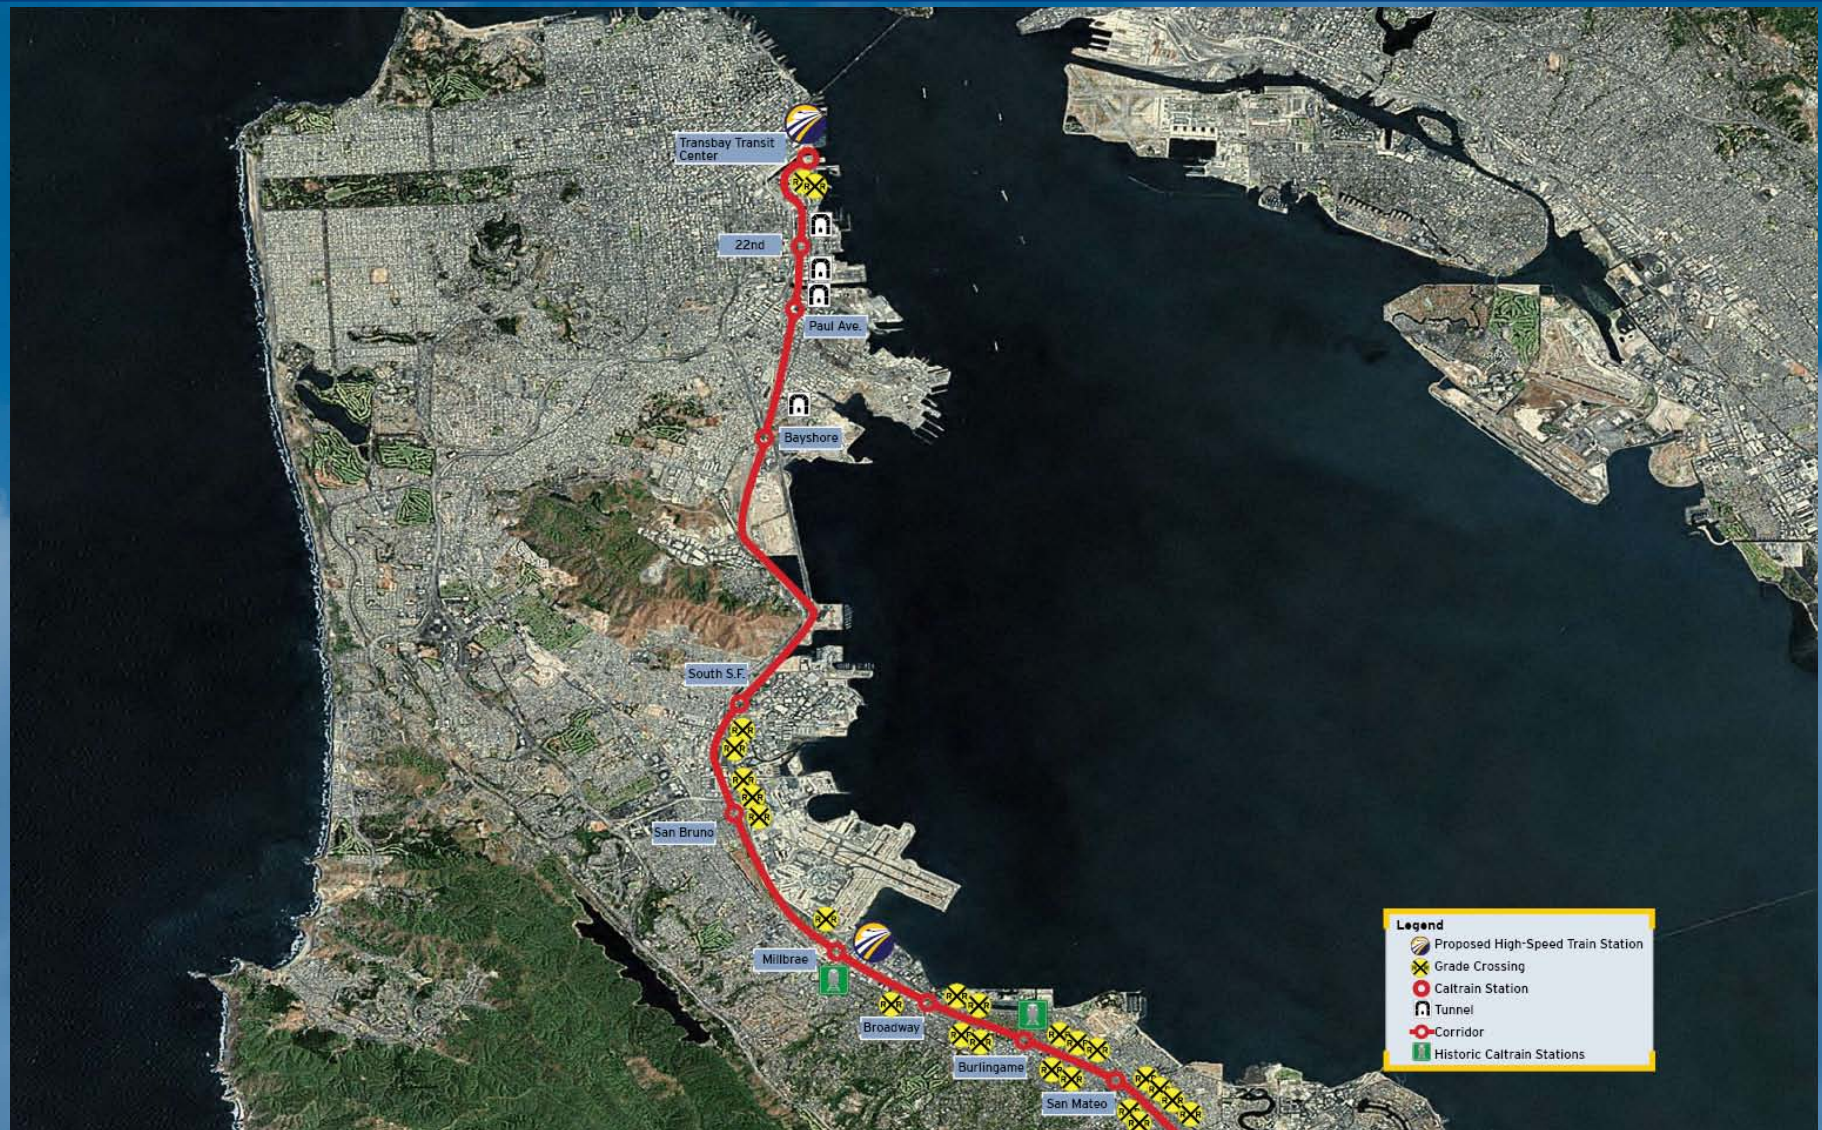 Transbay Transit
Center
22nd
Paul Ave.
Bayshore
South S.F.
San Bruno
Millbrae
Broadway
Burlingame
San Mateo
Legend
Proposed High-Speed Train Station
Grade Crossing
Caltrain Station
Tunnel
Corridor
Historic Caltrain Stations